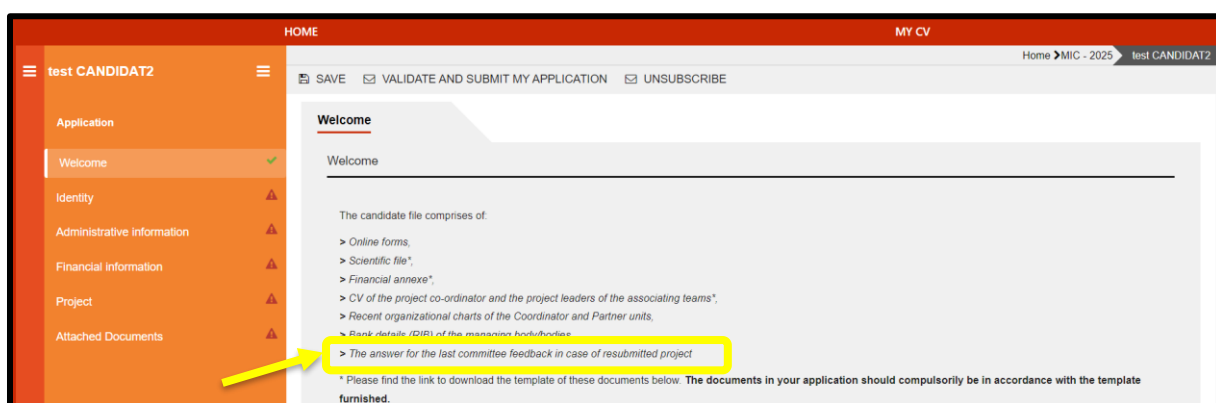 HOME
MY CV
Home MIC - 2025 test CANDIDAT2
test CANDIDAT2
SAVE VALIDATE AND SUBMIT MY APPLICATION UNSUBSCRIBE
Application
Welcome
Identity
Administrative information
Financial information
Project
Attached Documents
Welcome
Welcome
The candidate file comprises of:
> Online forms,
> Scientific file*,
> Financial annexe*,
> CV of the project co-ordinator and the project leaders of the associating teams*,
> Recent organizational charts of the Coordinator and Partner units,
> Bank details (RIB) of the managing body/bodies
> The answer for the last committee feedback in case of resubmitted project
* Please find the link to download the template of these documents below. The documents in your application should compulsorily be in accordance with the template
furnished.